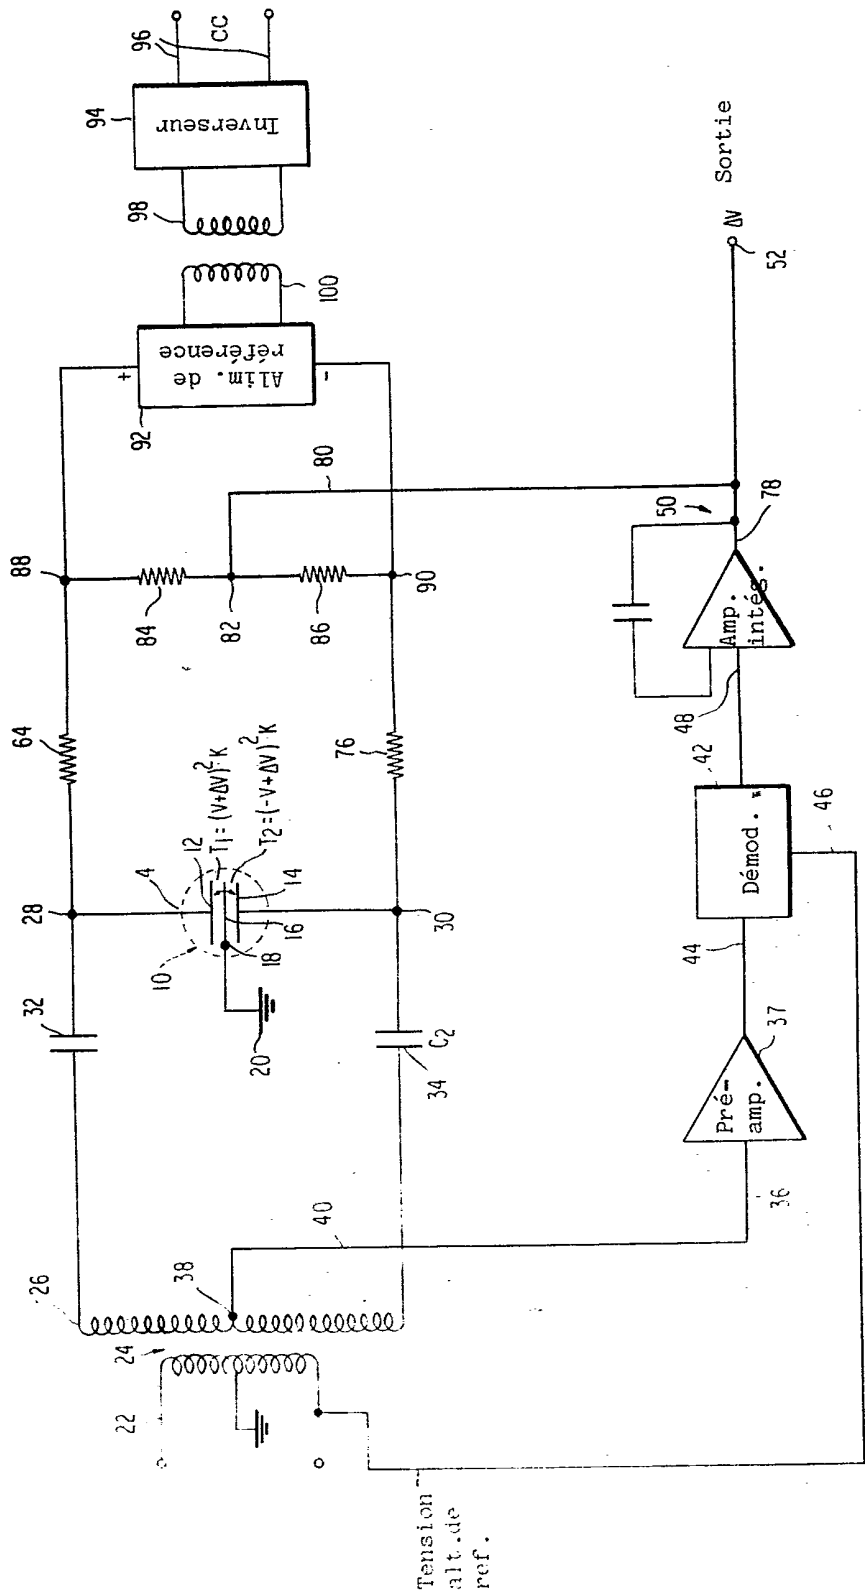 96
CC
94
Inverseur
98
100
92
Alim. de
référence
+
-
88
84
82
86
90
80
64
76
28
4
12
T1=(V+ΔV)²·K
T2=(-V+ΔV)²·K
14
16
18
10
30
20
32
C2
34
26
38
24
22
40
36
Pré-
amp.
37
44
Démod.
42
46
48
Amp.
intég.
50
78
ΔV
Sortie
52
Tension
alt.de
ref.